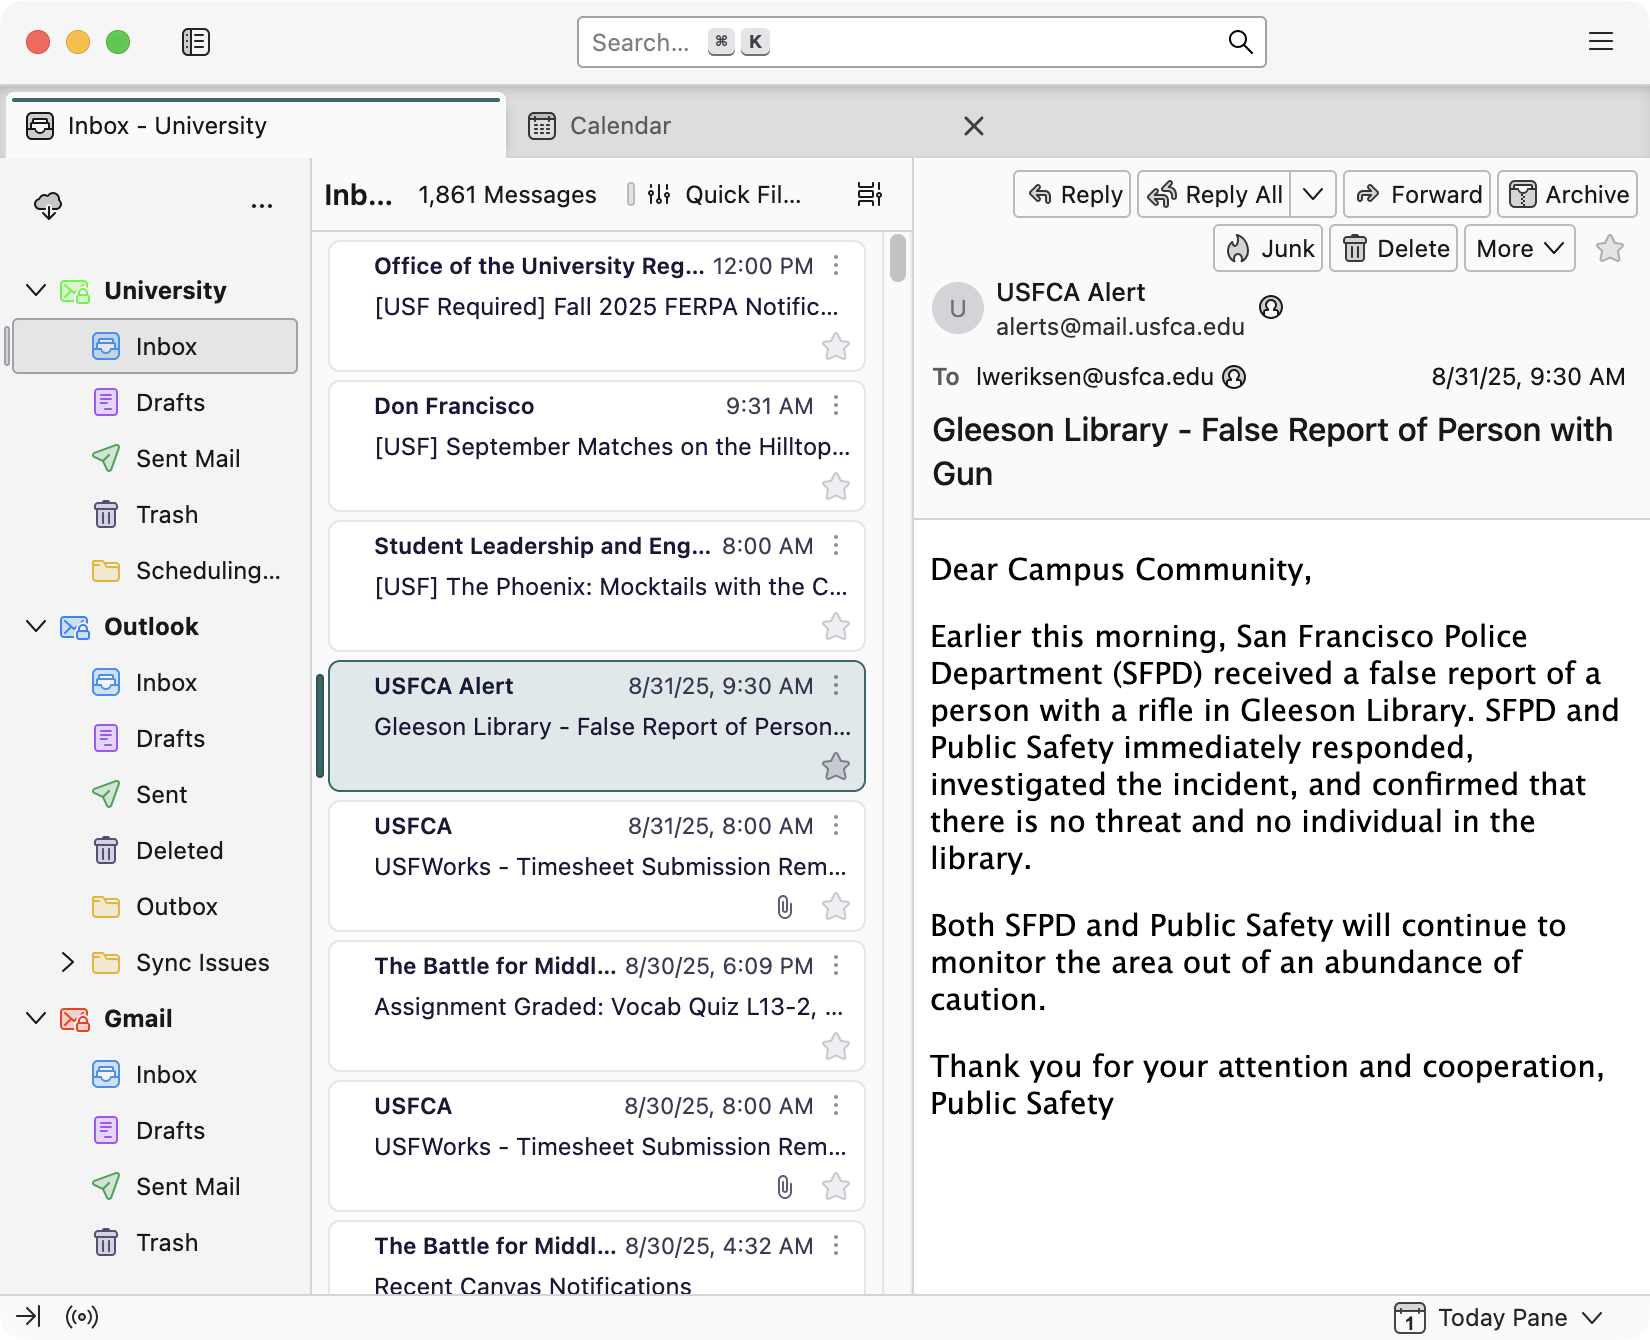 Search... ⌘ K
Inbox - University
Calendar
University
Inbox
Drafts
Sent Mail
Trash
Scheduling...
Outlook
Inbox
Drafts
Sent
Deleted
Outbox
Sync Issues
Gmail
Inbox
Drafts
Sent Mail
Trash
Inb... 1,861 Messages Quick Fil...
Office of the University Reg... 12:00 PM
[USF Required] Fall 2025 FERPA Notific...
Don Francisco 9:31 AM
[USF] September Matches on the Hilltop...
Student Leadership and Eng... 8:00 AM
[USF] The Phoenix: Mocktails with the C...
USFCA Alert 8/31/25, 9:30 AM
Gleeson Library - False Report of Person...
USFCA 8/31/25, 8:00 AM
USFWorks - Timesheet Submission Rem...
The Battle for Middl... 8/30/25, 6:09 PM
Assignment Graded: Vocab Quiz L13-2, ...
USFCA 8/30/25, 8:00 AM
USFWorks - Timesheet Submission Rem...
The Battle for Middl... 8/30/25, 4:32 AM
Recent Canvas Notifications
Reply Reply All Forward Archive
Junk Delete More
U
USFCA Alert
alerts@mail.usfca.edu
To lweriksen@usfca.edu 8/31/25, 9:30 AM
Gleeson Library - False Report of Person with
Gun
Dear Campus Community,
Earlier this morning, San Francisco Police
Department (SFPD) received a false report of a
person with a rifle in Gleeson Library. SFPD and
Public Safety immediately responded,
investigated the incident, and confirmed that
there is no threat and no individual in the
library.
Both SFPD and Public Safety will continue to
monitor the area out of an abundance of
caution.
Thank you for your attention and cooperation,
Public Safety
1 Today Pane